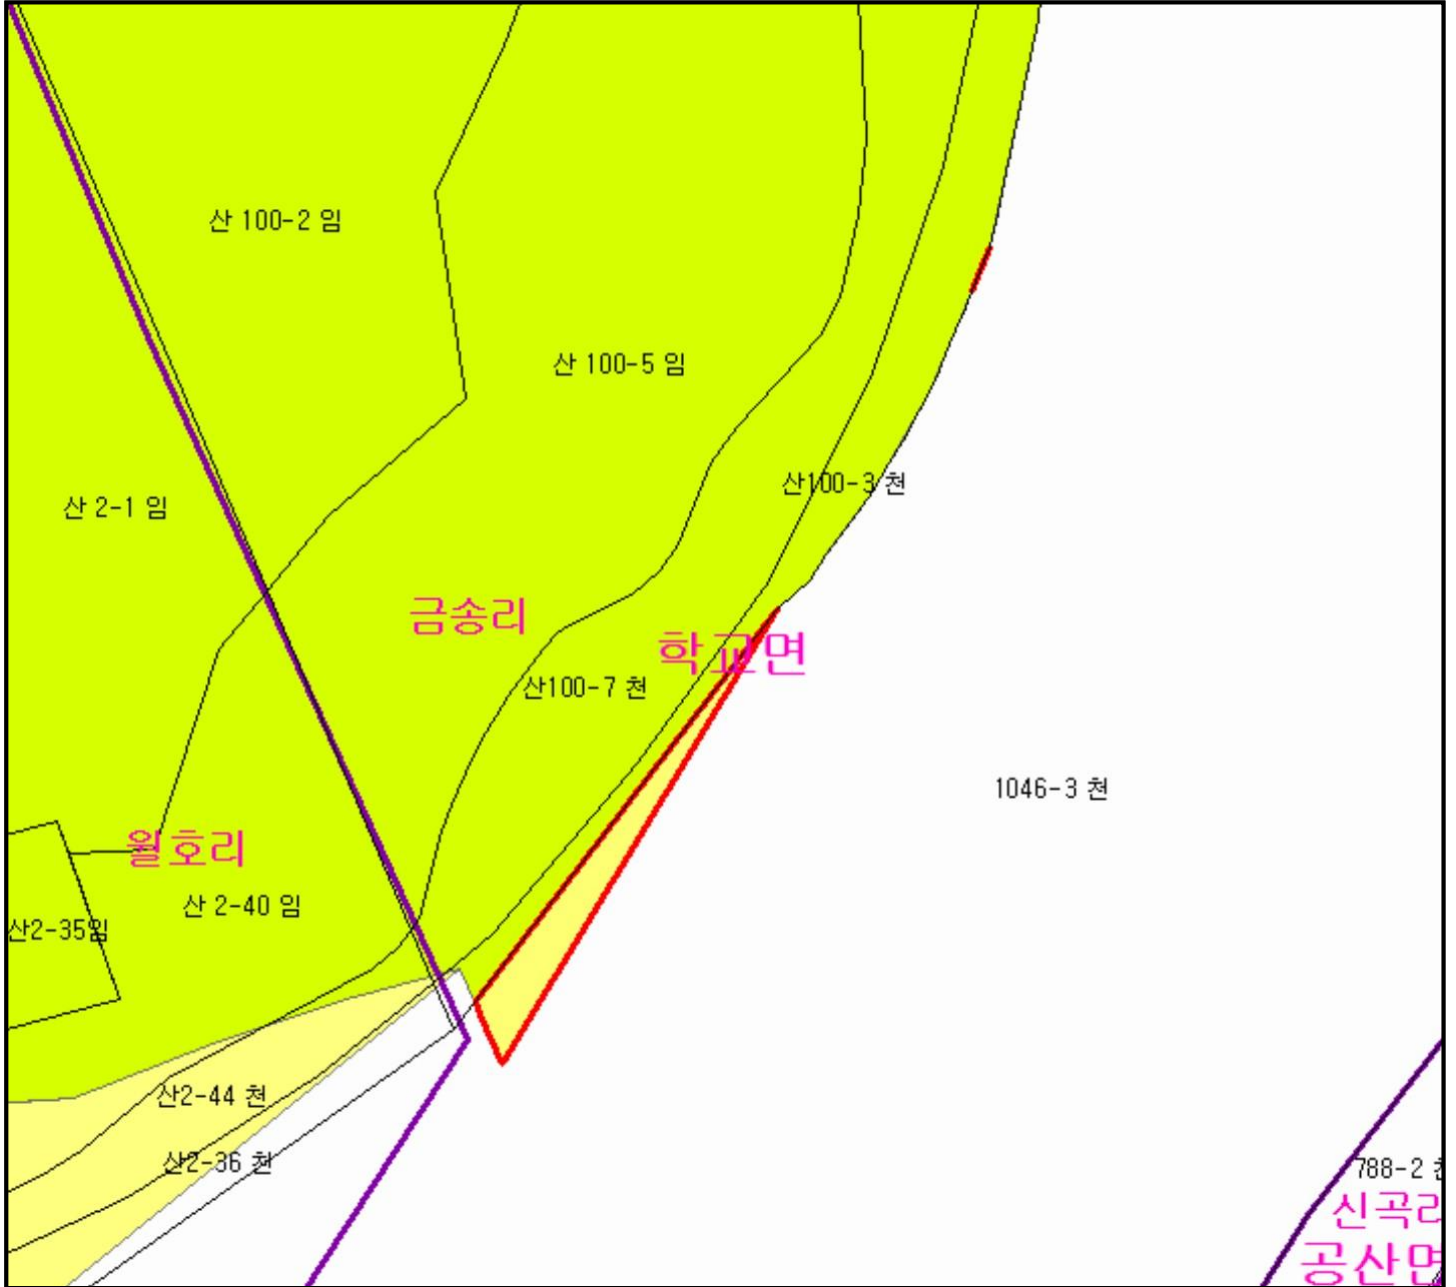 산 100-2 임
산 100-5 임
산100-3 천
산 2-1 임
금송리
학교면
산100-7 천
1046-3 천
월호리
산 2-40 임
산2-35임
산2-44 천
산2-36 천
788-2 천
신곡리
공산면